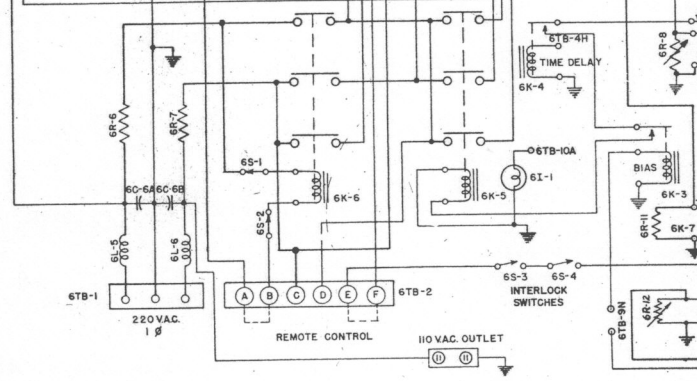 6TB-4H
6R-8
TIME DELAY
6K-4
6R-6
6R-7
6S-1
6TB-10A
BIAS
6I-1
6K-3
6C-6A
6C-6B
6K-6
6K-5
6S-2
6R-11
6K-7
6L-5
6L-6
A
B
C
D
E
F
6TB-2
6S-3
6S-4
6TB-1
INTERLOCK
SWITCHES
6TB-9N
6R-12
220 V.A.C.
1 Ø
REMOTE CONTROL
110 V.A.C. OUTLET